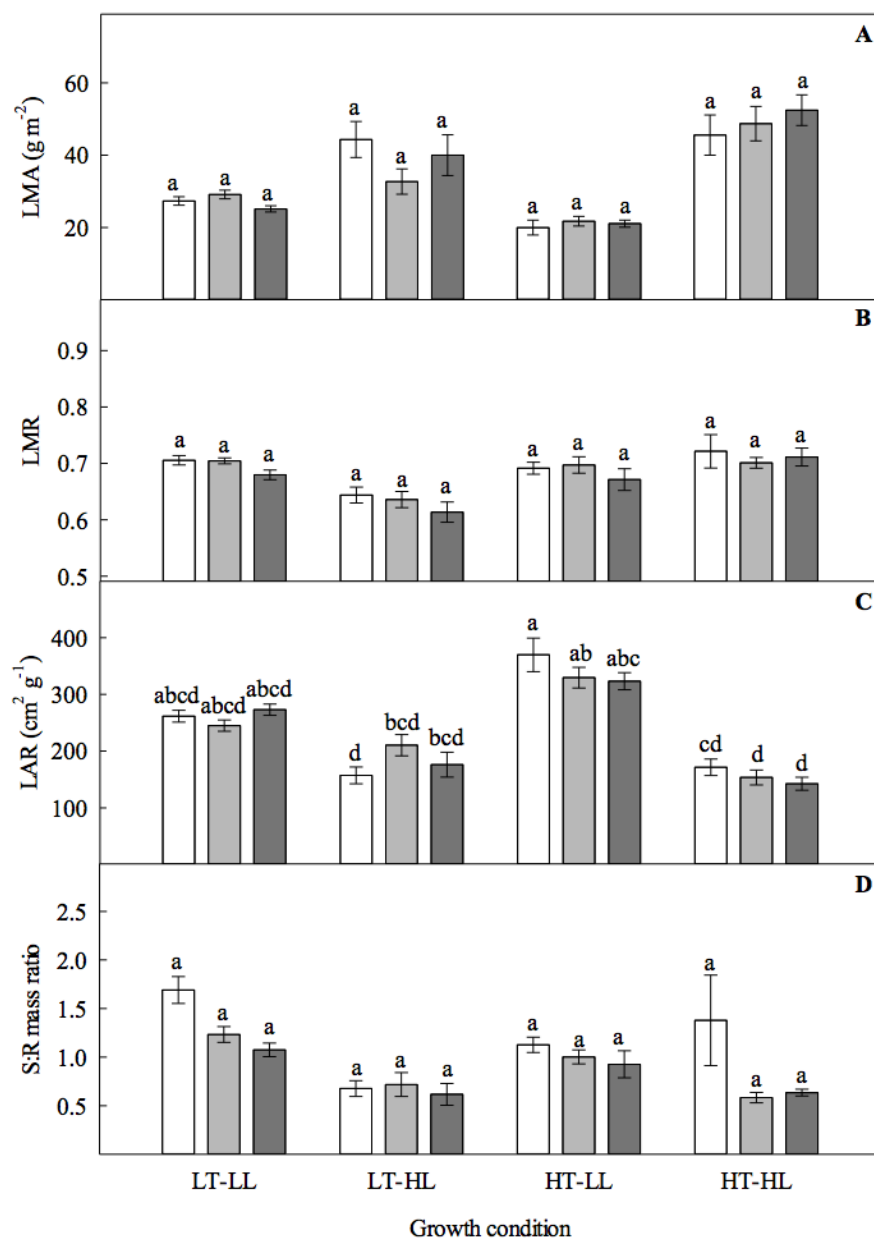 A
LMA (g m⁻²)
60
40
20
a a a a a a a a a a a a
B
LMR
0.9
0.8
0.7
0.6
0.5
a a a a a a a a a a a a
C
LAR (cm² g⁻¹)
400
300
200
100
abcd abcd abcd d bcd bcd a ab abc cd d d
D
S:R mass ratio
2.5
2.0
1.5
1.0
0.5
a a a a a a a a a a a a
LT-LL LT-HL HT-LL HT-HL
Growth condition